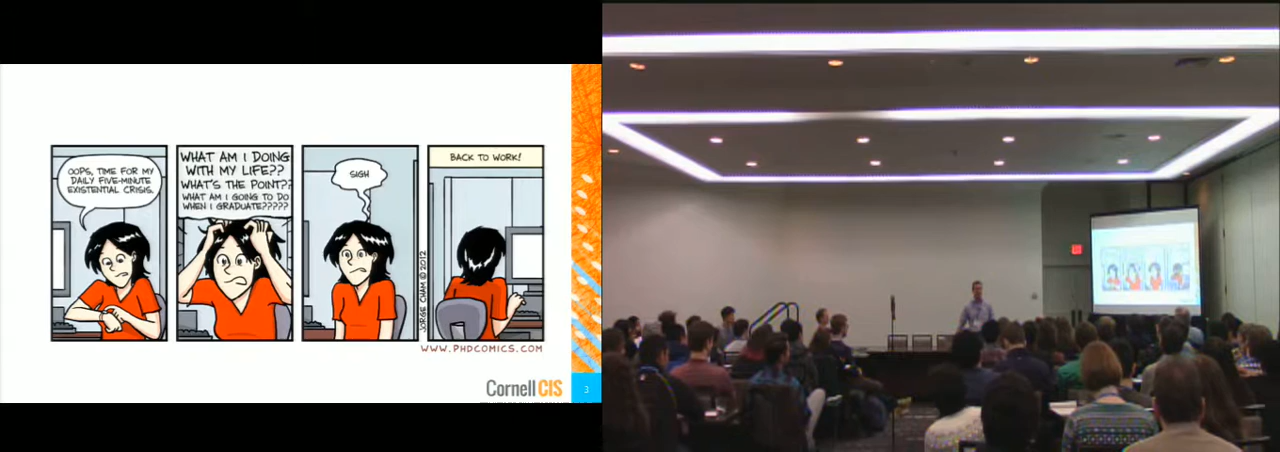 OOPS, TIME FOR MY
DAILY FIVE-MINUTE
EXISTENTIAL CRISIS.
WHAT AM I DOING
WITH MY LIFE??
WHAT'S THE POINT??
WHAT AM I GOING TO DO
WHEN I GRADUATE?????
SIGH
BACK TO WORK!
JORGE CHAM © 2012
WWW.PHDCOMICS.COM
Cornell CIS
3